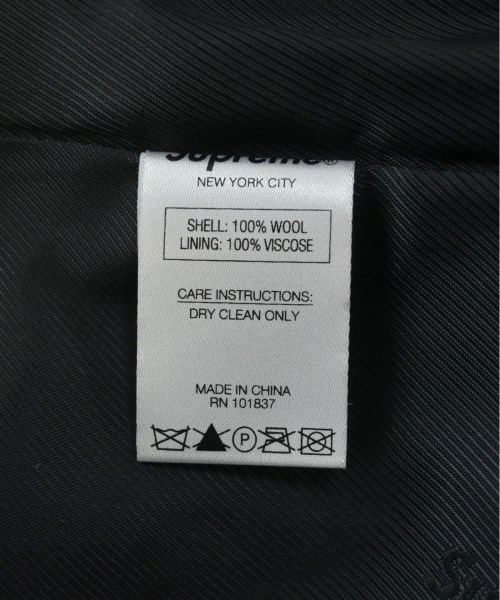 Supreme®
NEW YORK CITY
SHELL: 100% WOOL
LINING: 100% VISCOSE
CARE INSTRUCTIONS:
DRY CLEAN ONLY
MADE IN CHINA
RN 101837
P